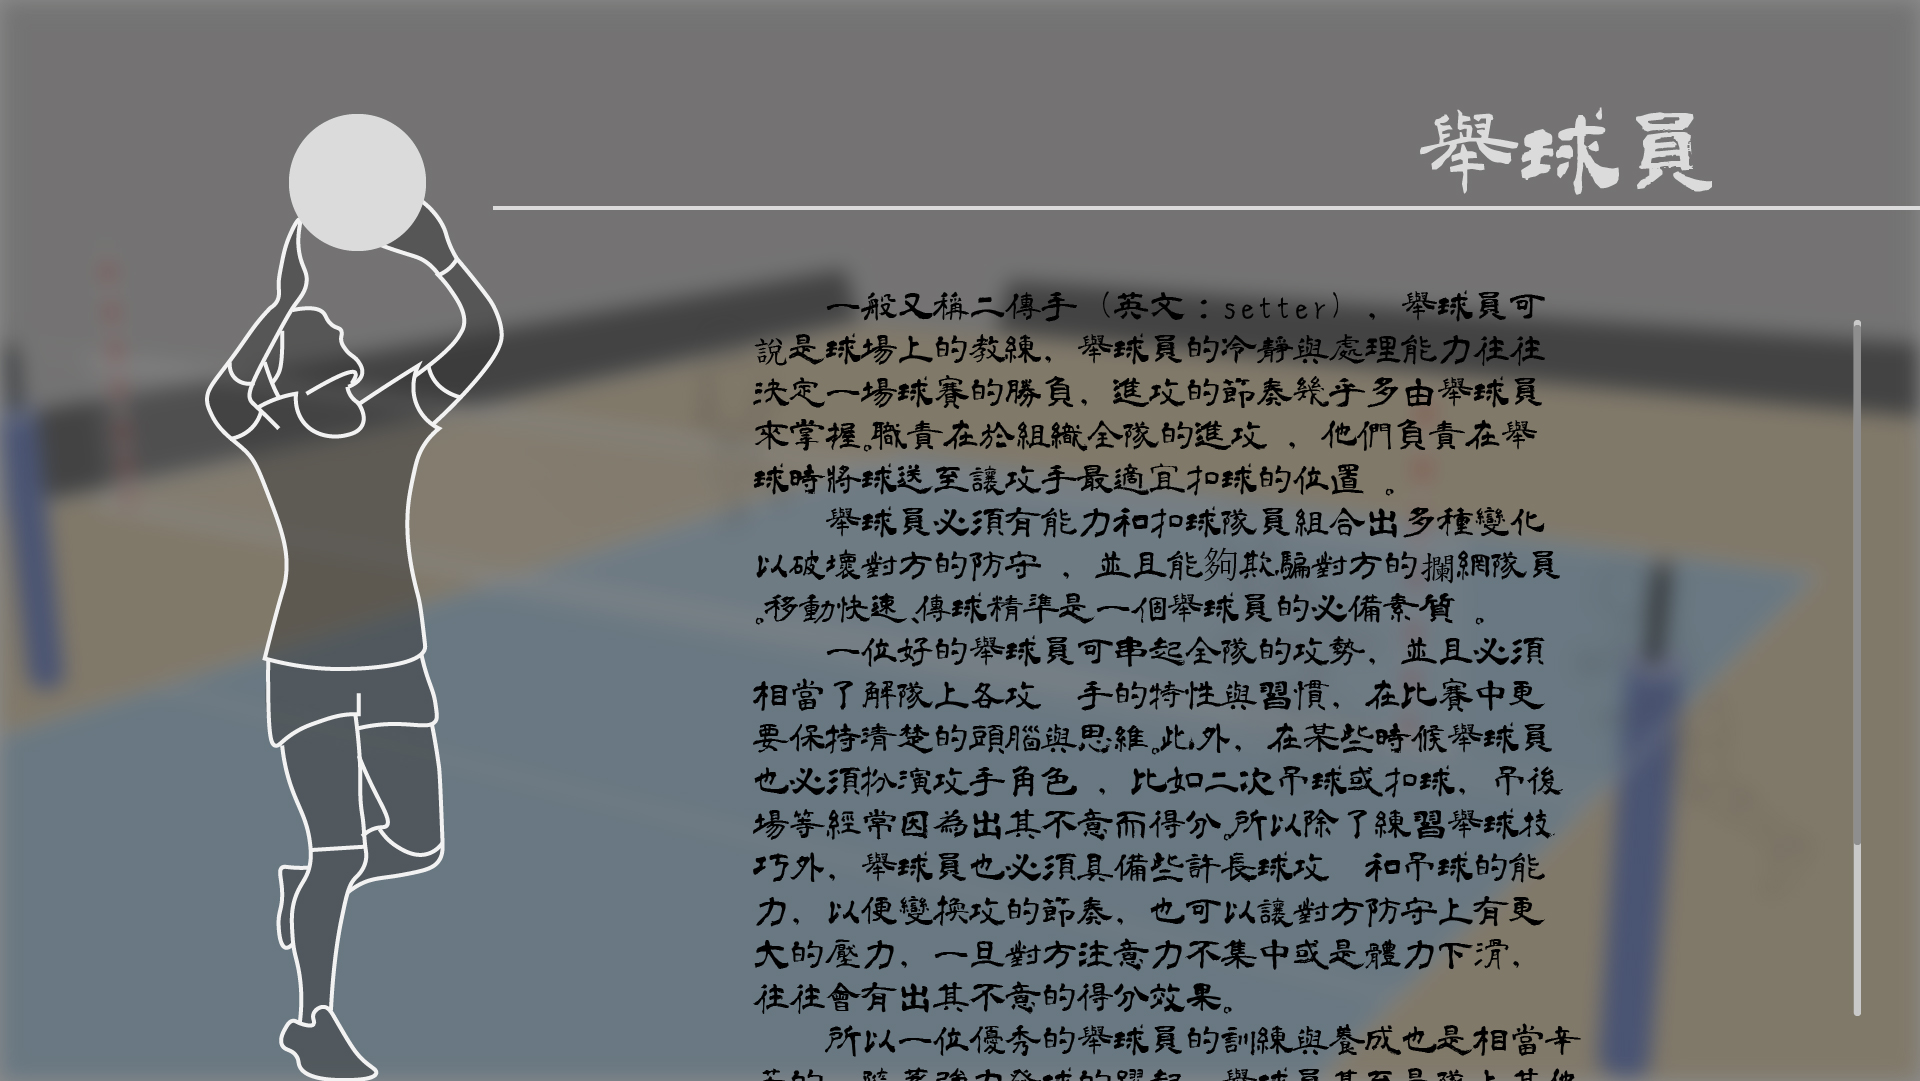 舉球員
一般又稱二傳手（英文：setter），舉球員可
說是球場上的教練，舉球員的冷靜與處理能力往往
決定一場球賽的勝負，進攻的節奏幾乎多由舉球員
來掌握。職責在於組織全隊的進攻，他們負責在舉
球時將球送至讓攻手最適宜扣球的位置。
舉球員必須有能力和扣球隊員組合出多種變化
以破壞對方的防守，並且能夠欺騙對方的攔網隊員
。移動快速、傳球精準是一個舉球員的必備素質。
一位好的舉球員可串起全隊的攻勢，並且必須
相當了解隊上各攻　手的特性與習慣，在比賽中更
要保持清楚的頭腦與思維。此外，在某些時候舉球員
也必須扮演攻手角色，比如二次吊球或扣球，吊後
場等經常因為出其不意而得分。所以除了練習舉球技
巧外，舉球員也必須具備些許長球攻　和吊球的能
力，以便變換攻的節奏，也可以讓對方防守上有更
大的壓力，一旦對方注意力不集中或是體力下滑，
往往會有出其不意的得分效果。
所以一位優秀的舉球員的訓練與養成也是相當辛